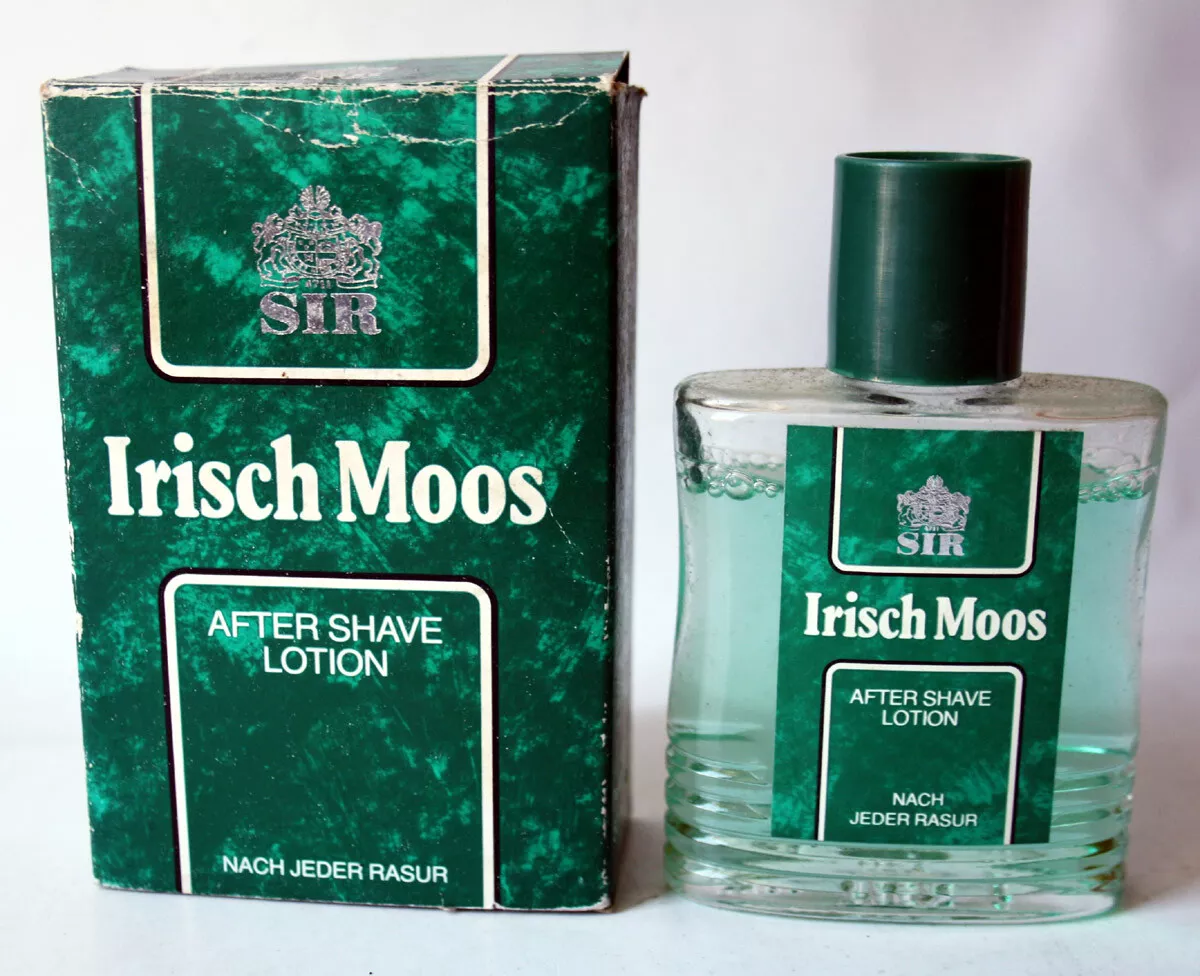 SIR
Irisch Moos
AFTER SHAVE
LOTION
NACH JEDER RASUR
SIR
Irisch Moos
AFTER SHAVE
LOTION
NACH
JEDER RASUR